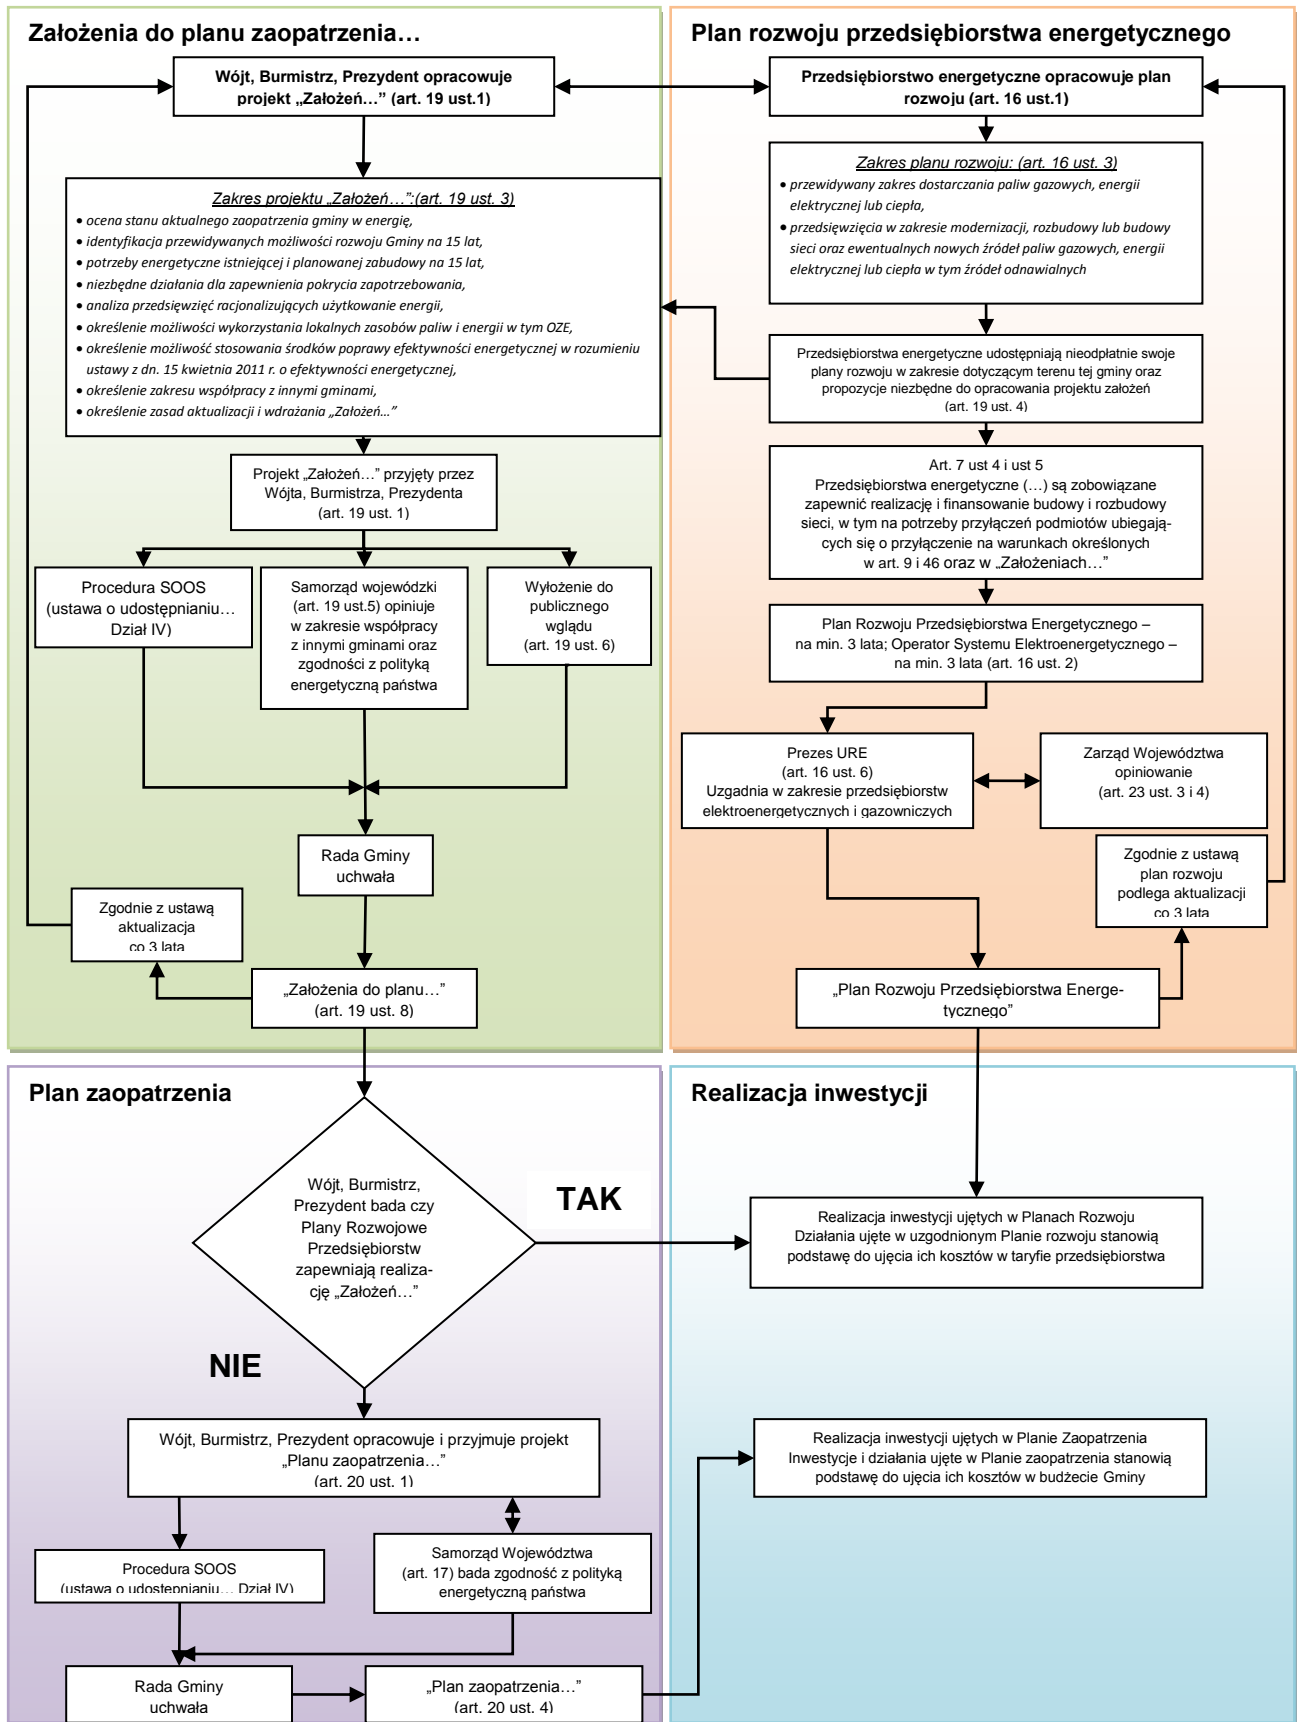 Założenia do planu zaopatrzenia…
Wójt, Burmistrz, Prezydent opracowuje
projekt „Założeń…” (art. 19 ust.1)
Zakres projektu „Założeń…”:(art. 19 ust. 3)
• ocena stanu aktualnego zaopatrzenia gminy w energię,
• identyfikacja przewidywanych możliwości rozwoju Gminy na 15 lat,
• potrzeby energetyczne istniejącej i planowanej zabudowy na 15 lat,
• niezbędne działania dla zapewnienia pokrycia zapotrzebowania,
• analiza przedsięwzięć racjonalizujących użytkowanie energii,
• określenie możliwości wykorzystania lokalnych zasobów paliw i energii w tym OZE,
• określenie możliwość stosowania środków poprawy efektywności energetycznej w rozumieniu
ustawy z dn. 15 kwietnia 2011 r. o efektywności energetycznej,
• określenie zakresu współpracy z innymi gminami,
• określenie zasad aktualizacji i wdrażania „Założeń…”
Projekt „Założeń…” przyjęty przez
Wójta, Burmistrza, Prezydenta
(art. 19 ust. 1)
Procedura SOOS
(ustawa o udostępnianiu…
Dział IV)
Samorząd wojewódzki
(art. 19 ust.5) opiniuje
w zakresie współpracy
z innymi gminami oraz
zgodności z polityką
energetyczną państwa
Wyłożenie do
publicznego
wglądu
(art. 19 ust. 6)
Rada Gminy
uchwała
Zgodnie z ustawą
aktualizacja
co 3 lata
„Założenia do planu…”
(art. 19 ust. 8)
Plan rozwoju przedsiębiorstwa energetycznego
Przedsiębiorstwo energetyczne opracowuje plan
rozwoju (art. 16 ust.1)
Zakres planu rozwoju: (art. 16 ust. 3)
• przewidywany zakres dostarczania paliw gazowych, energii
elektrycznej lub ciepła,
• przedsięwzięcia w zakresie modernizacji, rozbudowy lub budowy
sieci oraz ewentualnych nowych źródeł paliw gazowych, energii
elektrycznej lub ciepła w tym źródeł odnawialnych
Przedsiębiorstwa energetyczne udostępniają nieodpłatnie swoje
plany rozwoju w zakresie dotyczącym terenu tej gminy oraz
propozycje niezbędne do opracowania projektu założeń
(art. 19 ust. 4)
Art. 7 ust 4 i ust 5
Przedsiębiorstwa energetyczne (…) są zobowiązane
zapewnić realizację i finansowanie budowy i rozbudowy
sieci, w tym na potrzeby przyłączeń podmiotów ubiegają-
cych się o przyłączenie na warunkach określonych
w art. 9 i 46 oraz w „Założeniach…”
Plan Rozwoju Przedsiębiorstwa Energetycznego –
na min. 3 lata; Operator Systemu Elektroenergetycznego –
na min. 3 lata (art. 16 ust. 2)
Prezes URE
(art. 16 ust. 6)
Uzgadnia w zakresie przedsiębiorstw
elektroenergetycznych i gazowniczych
Zarząd Województwa
opiniowanie
(art. 23 ust. 3 i 4)
Zgodnie z ustawą
plan rozwoju
podlega aktualizacji
co 3 lata
„Plan Rozwoju Przedsiębiorstwa Energe-
tycznego”
Plan zaopatrzenia
Wójt, Burmistrz,
Prezydent bada czy
Plany Rozwojowe
Przedsiębiorstw
zapewniają realiza-
cję „Założeń…”
TAK
NIE
Wójt, Burmistrz, Prezydent opracowuje i przyjmuje projekt
„Planu zaopatrzenia…”
(art. 20 ust. 1)
Procedura SOOS
(ustawa o udostępnianiu… Dział IV)
Samorząd Województwa
(art. 17) bada zgodność z polityką
energetyczną państwa
Rada Gminy
uchwała
„Plan zaopatrzenia…”
(art. 20 ust. 4)
Realizacja inwestycji
Realizacja inwestycji ujętych w Planach Rozwoju
Działania ujęte w uzgodnionym Planie rozwoju stanowią
podstawę do ujęcia ich kosztów w taryfie przedsiębiorstwa
Realizacja inwestycji ujętych w Planie Zaopatrzenia
Inwestycje i działania ujęte w Planie zaopatrzenia stanowią
podstawę do ujęcia ich kosztów w budżecie Gminy